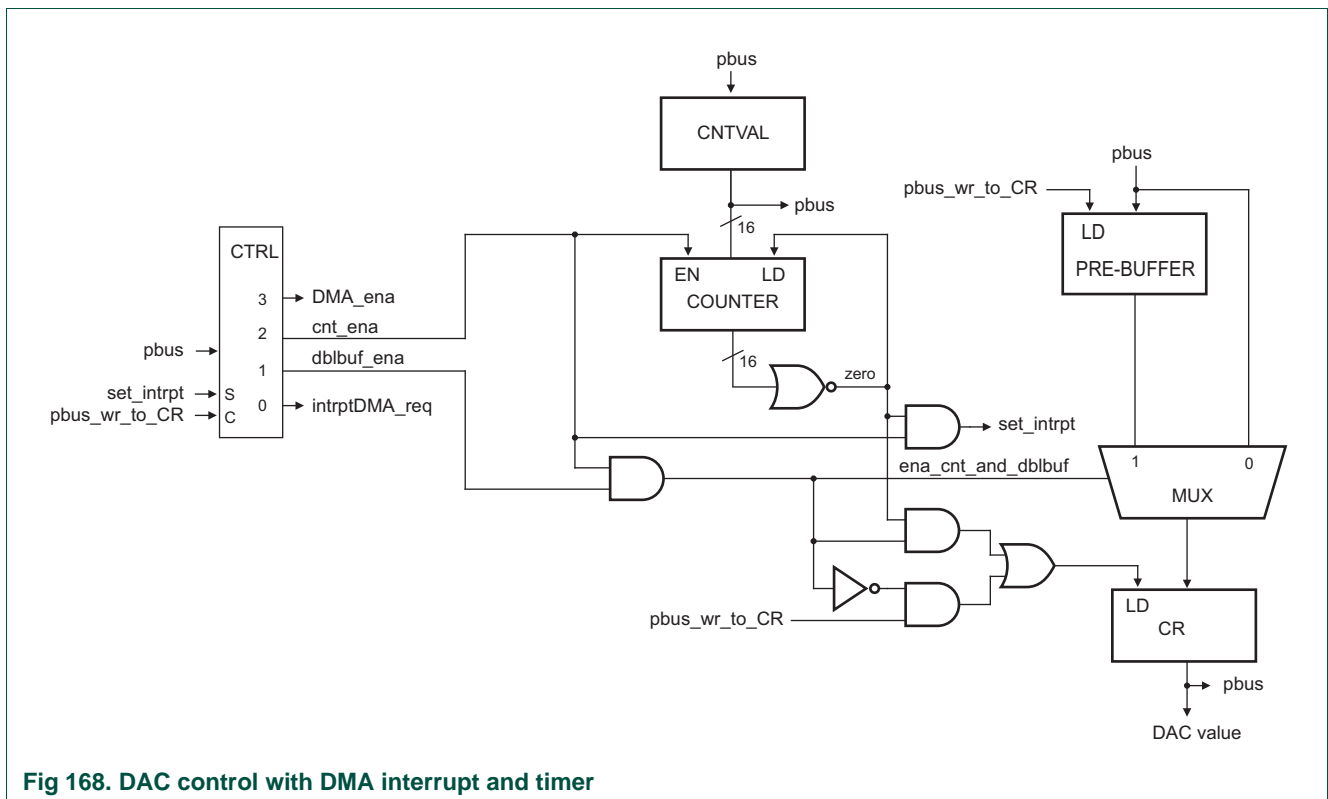 pbus
CNTVAL
pbus
16
EN LD
COUNTER
16
zero
set_intrpt
pbus
pbus_wr_to_CR
LD
PRE-BUFFER
CTRL
3 DMA_ena
2 cnt_ena
1 dblbuf_ena
0 intrptDMA_req
pbus
set_intrpt S
pbus_wr_to_CR C
ena_cnt_and_dblbuf
1 0
MUX
pbus_wr_to_CR
LD
CR
pbus
DAC value
Fig 168. DAC control with DMA interrupt and timer